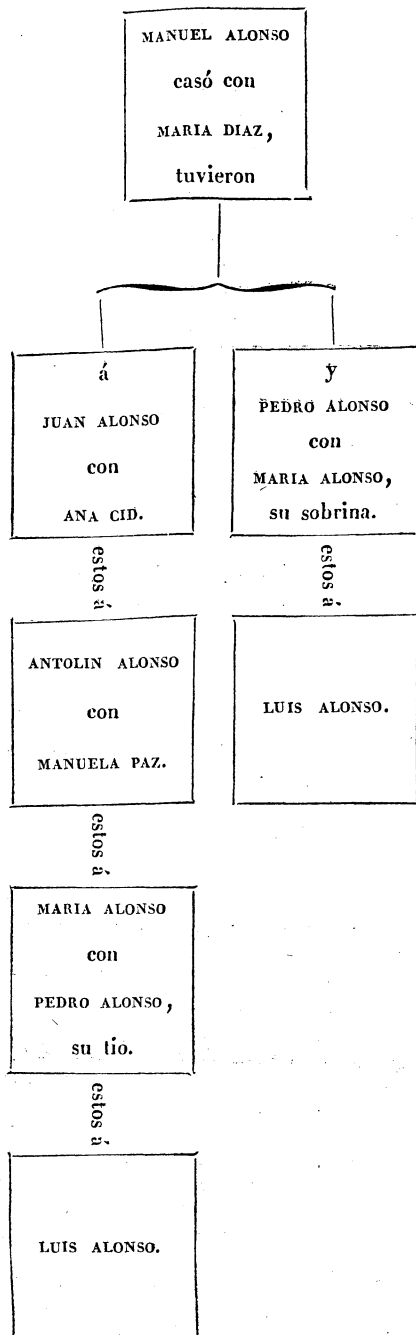 MANUEL ALONSO
casó con
MARIA DIAZ,
tuvieron
á
JUAN ALONSO
con
ANA CID.
estos á
ANTOLIN ALONSO
con
MANUELA PAZ.
estos á
MARIA ALONSO
con
PEDRO ALONSO,
su tio.
estos á
LUIS ALONSO.
y
PEDRO ALONSO
con
MARIA ALONSO,
su sobrina.
estos á
LUIS ALONSO.